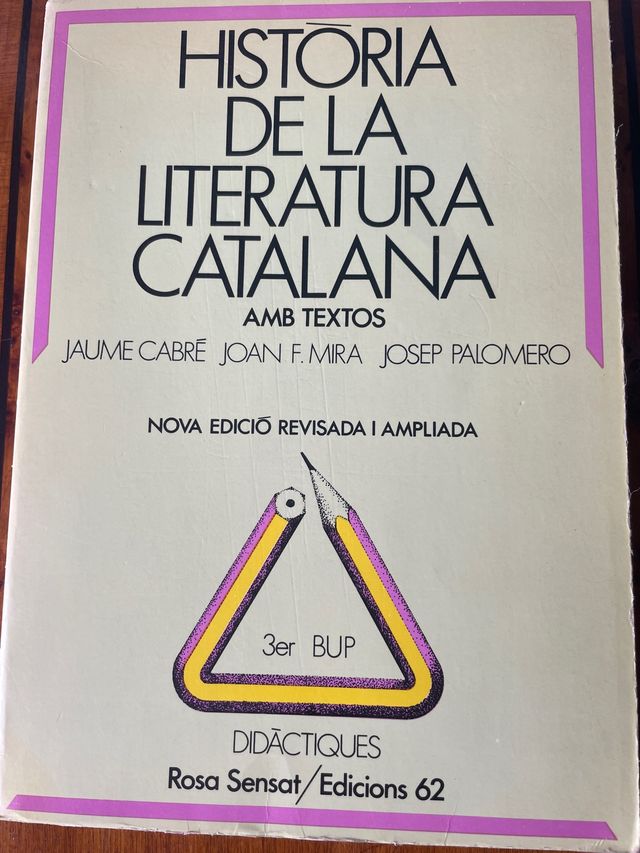 HISTÒRIA
DE LA
LITERATURA
CATALANA
AMB TEXTOS
JAUME CABRÉ JOAN F. MIRA JOSEP PALOMERO
NOVA EDICIÓ REVISADA I AMPLIADA
3er BUP
DIDÀCTIQUES
Rosa Sensat/Edicions 62